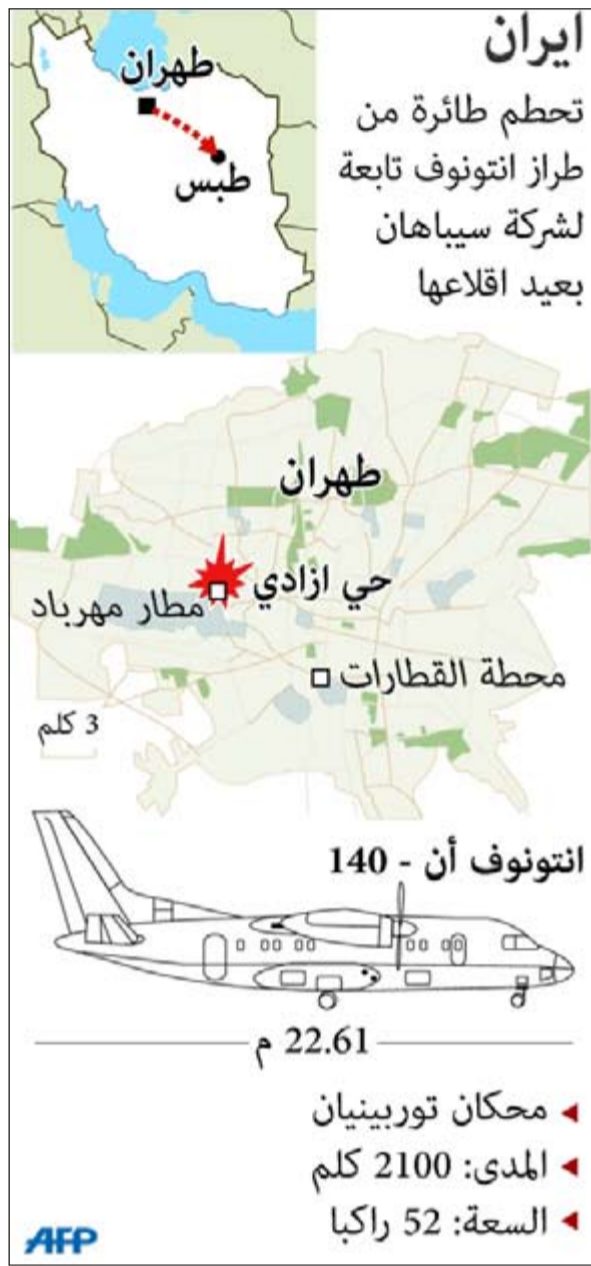 ايران
تحطم طائرة من
طراز انتونوف تابعة
لشركة سيباهان
بعيد اقلاعها
طهران
طبس
طهران
حي ازادي
مطار مهرباد
محطة القطارات
3 كلم
انتونوف أن - 140
22.61 م
محكان توربينيان
المدى: 2100 كلم
السعة: 52 راكبا
AFP